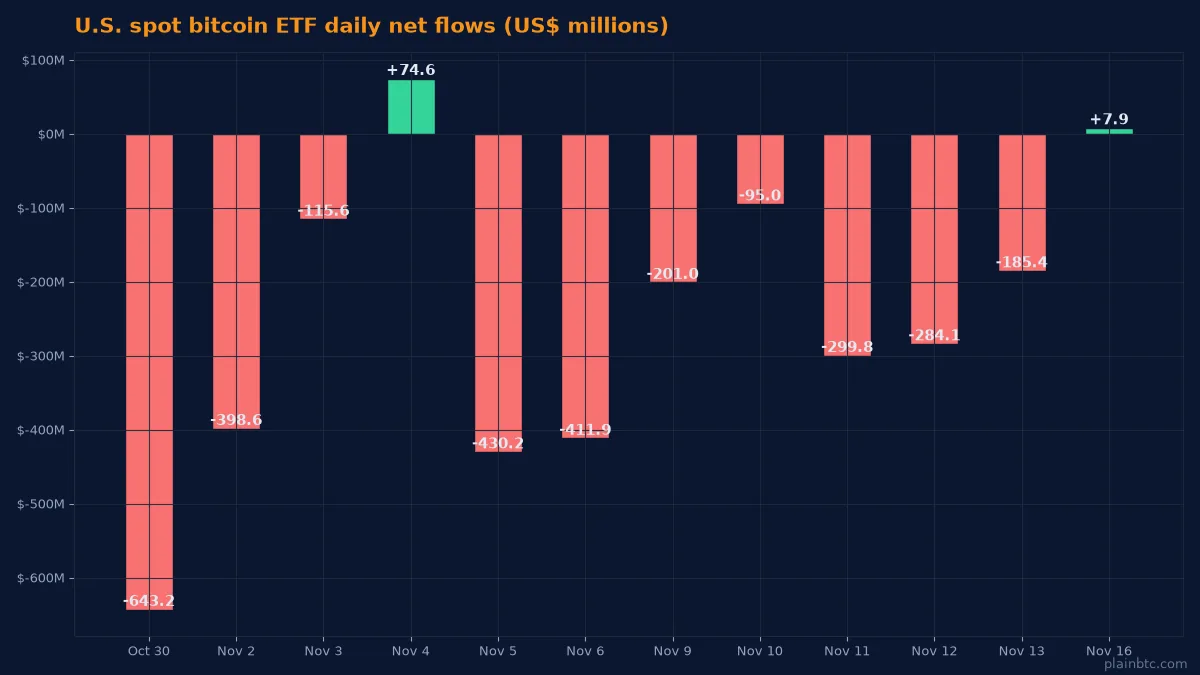 U.S. spot bitcoin ETF daily net flows (US$ millions)
$100M
$0M
$-100M
$-200M
$-300M
$-400M
$-500M
$-600M
-643.2
-398.6
-115.6
+74.6
-430.2
-411.9
-201.0
-95.0
-299.8
-284.1
-185.4
+7.9
Oct 30
Nov 2
Nov 3
Nov 4
Nov 5
Nov 6
Nov 9
Nov 10
Nov 11
Nov 12
Nov 13
Nov 16
plainbtc.com